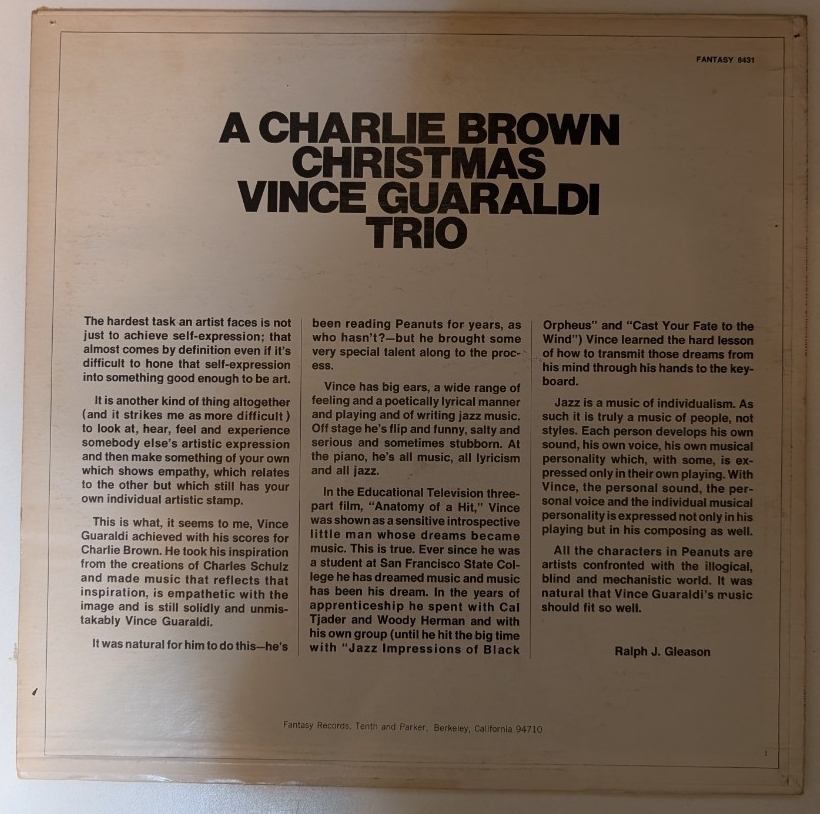 FANTASY 8431
A CHARLIE BROWN
CHRISTMAS
VINCE GUARALDI
TRIO
The hardest task an artist faces is not
just to achieve self-expression; that
almost comes by definition even if it's
difficult to hone that self-expression
into something good enough to be art.
It is another kind of thing altogether
(and it strikes me as more difficult)
to look at, hear, feel and experience
somebody else's artistic expression
and then make something of your own
which shows empathy, which relates
to the other but which still has your
own individual artistic stamp.
This is what, it seems to me, Vince
Guaraldi achieved with his scores for
Charlie Brown. He took his inspiration
from the creations of Charles Schulz
and made music that reflects that
inspiration, is empathetic with the
image and is still solidly and unmis-
takably Vince Guaraldi.
It was natural for him to do this—he's
been reading Peanuts for years, as
who hasn't?—but he brought some
very special talent along to the proc-
ess.
Vince has big ears, a wide range of
feeling and a poetically lyrical manner
and playing and of writing jazz music.
Off stage he's flip and funny, salty and
serious and sometimes stubborn. At
the piano, he's all music, all lyricism
and all jazz.
In the Educational Television three-
part film, "Anatomy of a Hit," Vince
was shown as a sensitive introspective
little man whose dreams became
music. This is true. Ever since he was
a student at San Francisco State Col-
lege he has dreamed music and music
has been his dream. In the years of
apprenticeship he spent with Cal
Tjader and Woody Herman and with
his own group (until he hit the big time
with "Jazz Impressions of Black
Orpheus" and "Cast Your Fate to the
Wind") Vince learned the hard lesson
of how to transmit those dreams from
his mind through his hands to the key-
board.
Jazz is a music of individualism. As
such it is truly a music of people, not
styles. Each person develops his own
sound, his own voice, his own musical
personality which, with some, is ex-
pressed only in their own playing. With
Vince, the personal sound, the per-
sonal voice and the individual musical
personality is expressed not only in his
playing but in his composing as well.
All the characters in Peanuts are
artists confronted with the illogical,
blind and mechanistic world. It was
natural that Vince Guaraldi's music
should fit so well.
Ralph J. Gleason
Fantasy Records, Tenth and Parker, Berkeley, California 94710
1